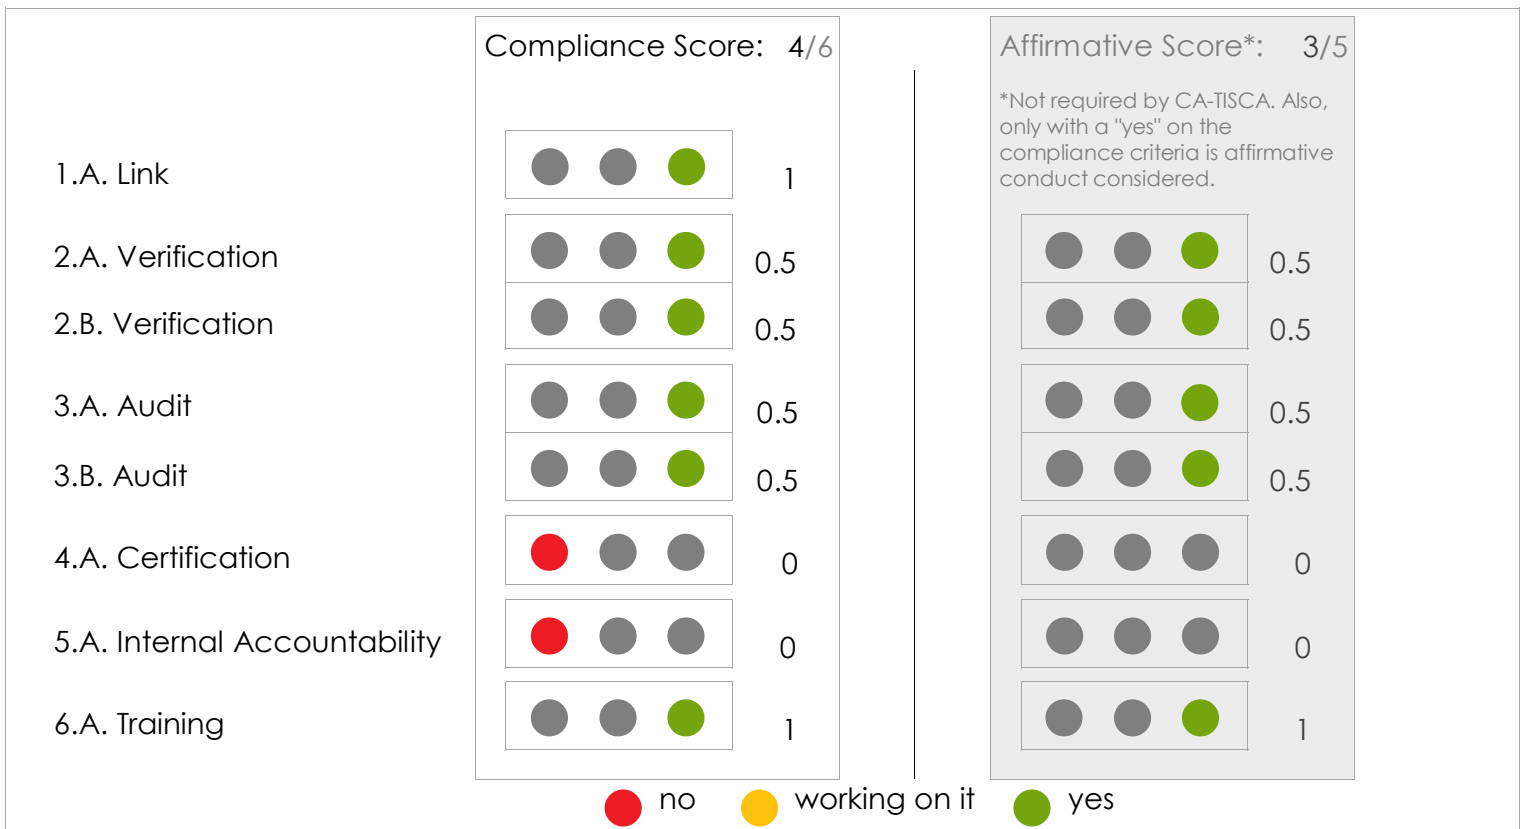 Compliance Score: 4/6
Affirmative Score*: 3/5
*Not required by CA-TISCA. Also,
only with a "yes" on the
compliance criteria is affirmative
conduct considered.
1.A. Link 1
2.A. Verification 0.5 0.5
2.B. Verification 0.5 0.5
3.A. Audit 0.5 0.5
3.B. Audit 0.5 0.5
4.A. Certification 0 0
5.A. Internal Accountability 0 0
6.A. Training 1 1
no working on it yes